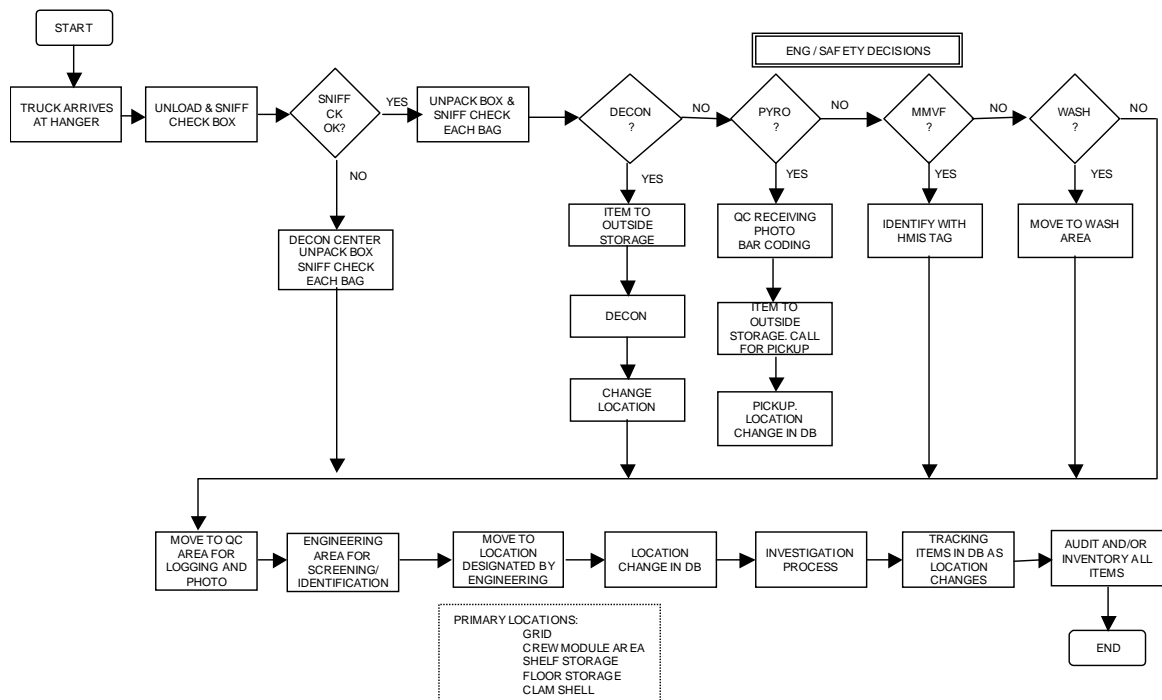 START
ENG / SAFETY DECISIONS
TRUCK ARRIVES
AT HANGER
UNLOAD & SNIFF
CHECK BOX
SNIFF
CK
OK?
YES
UNPACK BOX &
SNIFF CHECK
EACH BAG
DECON
?
NO
PYRO
?
NO
MMVF
?
NO
WASH
?
NO
NO
YES
YES
YES
YES
DECON CENTER
UNPACK BOX
SNIFF CHECK
EACH BAG
ITEM TO
OUTSIDE
STORAGE
DECON
CHANGE
LOCATION
QC RECEIVING
PHOTO
BAR CODING
ITEM TO
OUTSIDE
STORAGE. CALL
FOR PICKUP
PICKUP.
LOCATION
CHANGE IN DB
IDENTIFY WITH
HMIS TAG
MOVE TO WASH
AREA
MOVE TO QC
AREA FOR
LOGGING AND
PHOTO
ENGINEERING
AREA FOR
SCREENING/
IDENTIFICATION
MOVE TO
LOCATION
DESIGNATED BY
ENGINEERING
LOCATION
CHANGE IN DB
INVESTIGATION
PROCESS
TRACKING
ITEMS IN DB AS
LOCATION
CHANGES
AUDIT AND/OR
INVENTORY ALL
ITEMS
END
PRIMARY LOCATIONS:
GRID
CREW MODULE AREA
SHELF STORAGE
FLOOR STORAGE
CLAM SHELL